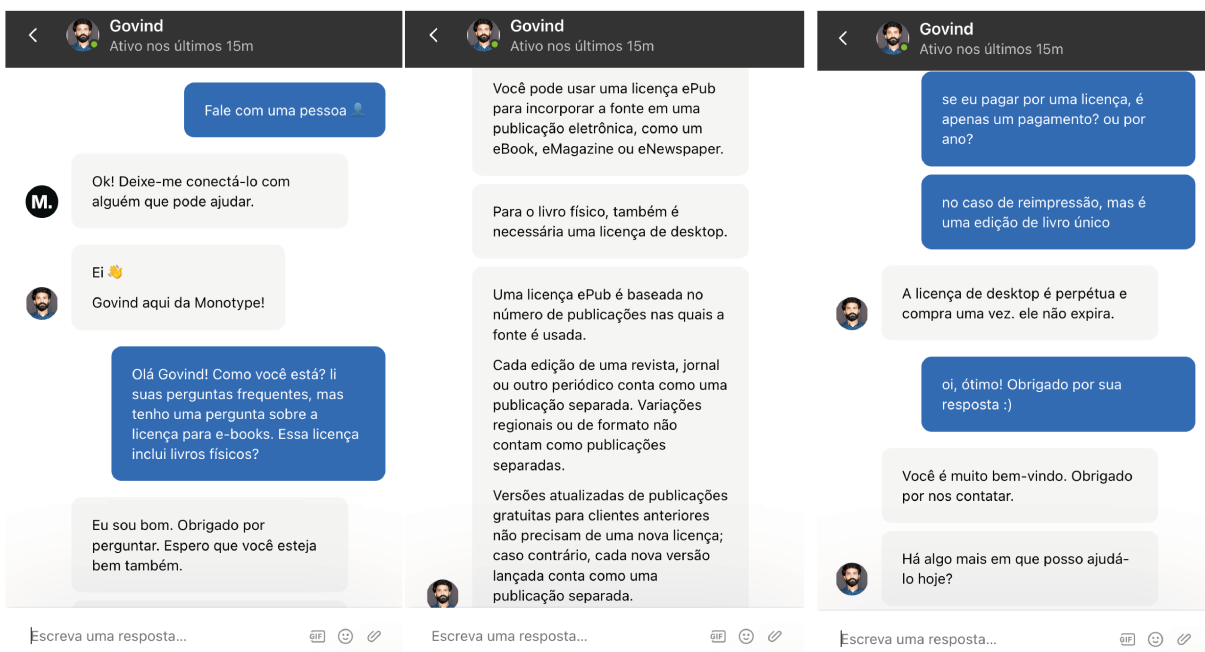 Govind
Ativo nos últimos 15m
Fale com uma pessoa 👤
M.
Ok! Deixe-me conectá-lo com
alguém que pode ajudar.
Ei 👋
Govind aqui da Monotype!
Olá Govind! Como você está? li
suas perguntas frequentes, mas
tenho uma pergunta sobre a
licença para e-books. Essa licença
inclui livros físicos?
Eu sou bom. Obrigado por
perguntar. Espero que você esteja
bem também.
Escreva uma resposta...
GIF
Govind
Ativo nos últimos 15m
Você pode usar uma licença ePub
para incorporar a fonte em uma
publicação eletrônica, como um
eBook, eMagazine ou eNewspaper.
Para o livro físico, também é
necessária uma licença de desktop.
Uma licença ePub é baseada no
número de publicações nas quais a
fonte é usada.
Cada edição de uma revista, jornal
ou outro periódico conta como uma
publicação separada. Variações
regionais ou de formato não
contam como publicações
separadas.
Versões atualizadas de publicações
gratuitas para clientes anteriores
não precisam de uma nova licença;
caso contrário, cada nova versão
lançada conta como uma
publicação separada.
Escreva uma resposta...
GIF
Govind
Ativo nos últimos 15m
se eu pagar por uma licença, é
apenas um pagamento? ou por
ano?
no caso de reimpressão, mas é
uma edição de livro único
A licença de desktop é perpétua e
compra uma vez. ele não expira.
oi, ótimo! Obrigado por sua
resposta :)
Você é muito bem-vindo. Obrigado
por nos contatar.
Há algo mais em que posso ajudá-
lo hoje?
Escreva uma resposta...
GIF